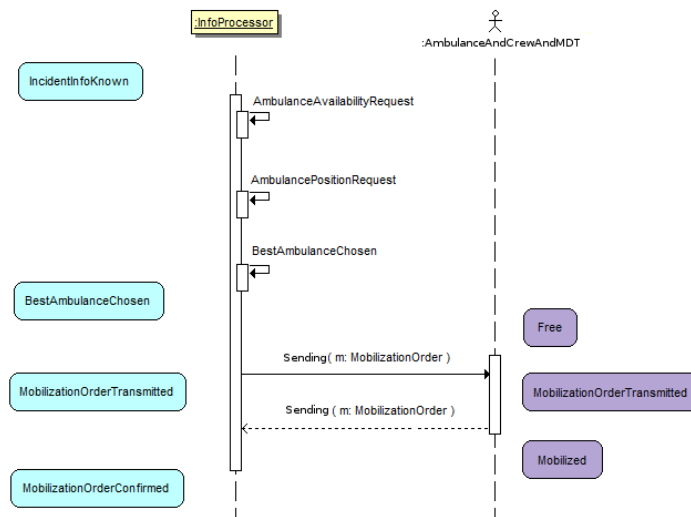 :InfoProcessor
:AmbulanceAndCrewAndMDT
IncidentInfoKnown
AmbulanceAvailabilityRequest
AmbulancePositionRequest
BestAmbulanceChosen
BestAmbulanceChosen
Free
Sending( m: MobilizationOrder )
MobilizationOrderTransmitted
MobilizationOrderTransmitted
Sending ( m: MobilizationOrder )
Mobilized
MobilizationOrderConfirmed